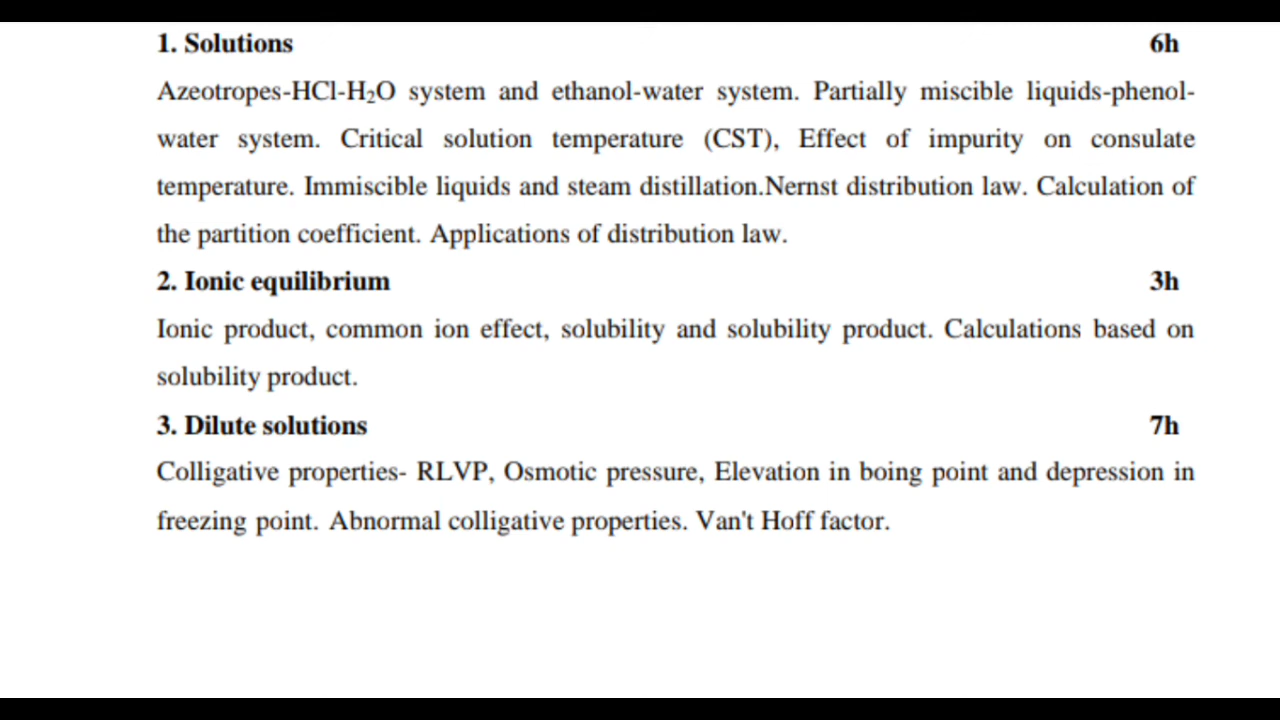 1. Solutions 6h
Azeotropes-HCl-H₂O system and ethanol-water system. Partially miscible liquids-phenol-
water system. Critical solution temperature (CST), Effect of impurity on consulate
temperature. Immiscible liquids and steam distillation.Nernst distribution law. Calculation of
the partition coefficient. Applications of distribution law.
2. Ionic equilibrium 3h
Ionic product, common ion effect, solubility and solubility product. Calculations based on
solubility product.
3. Dilute solutions 7h
Colligative properties- RLVP, Osmotic pressure, Elevation in boing point and depression in
freezing point. Abnormal colligative properties. Van't Hoff factor.